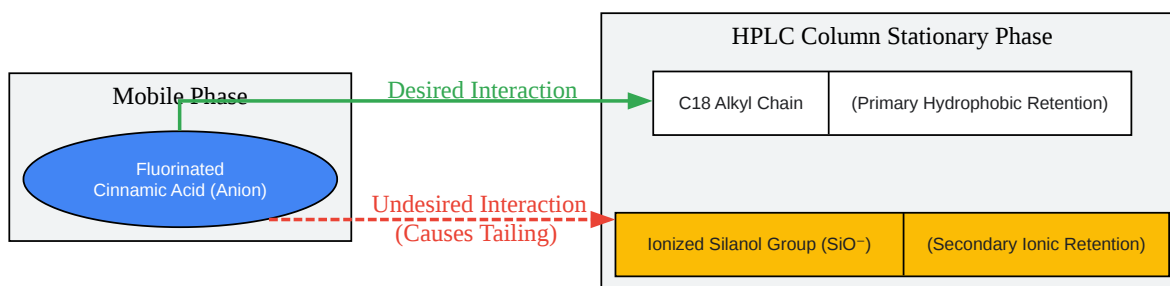 HPLC Column Stationary Phase
Mobile Phase
Desired Interaction
C18 Alkyl Chain
(Primary Hydrophobic Retention)
Fluorinated
Cinnamic Acid (Anion)
Undesired Interaction
(Causes Tailing)
Ionized Silanol Group (SiO⁻)
(Secondary Ionic Retention)